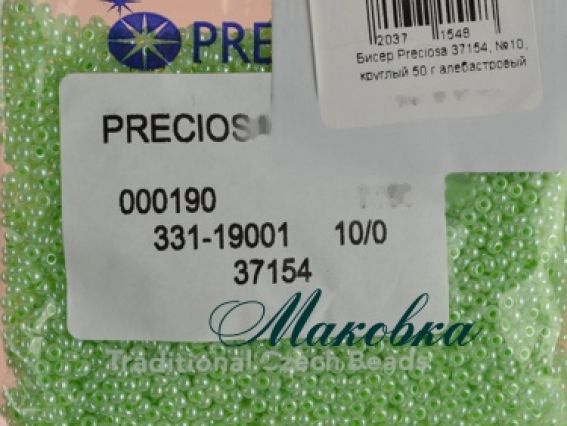 PRE
2037 1548
Бисер Preciosa 37154, №10,
круглый 50 г алебастровый
PRECIOSA
000190
331-19001 10/0
37154
Маковка
Traditional Czech Beads